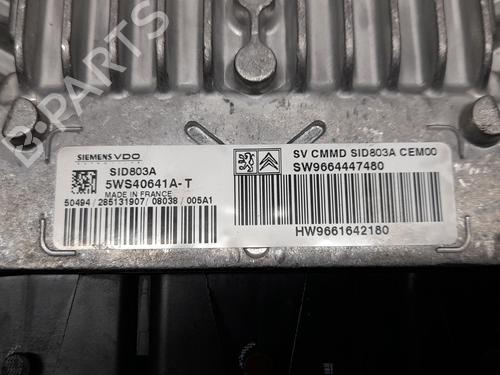 B-PARTS
SIEMENS VDO
SID803A
5WS40641A-T
MADE IN FRANCE
50494 / 285131907 / 08038 / 005A1
SV CMMD SID803A CEM00
SW9664447480
HW9661642180